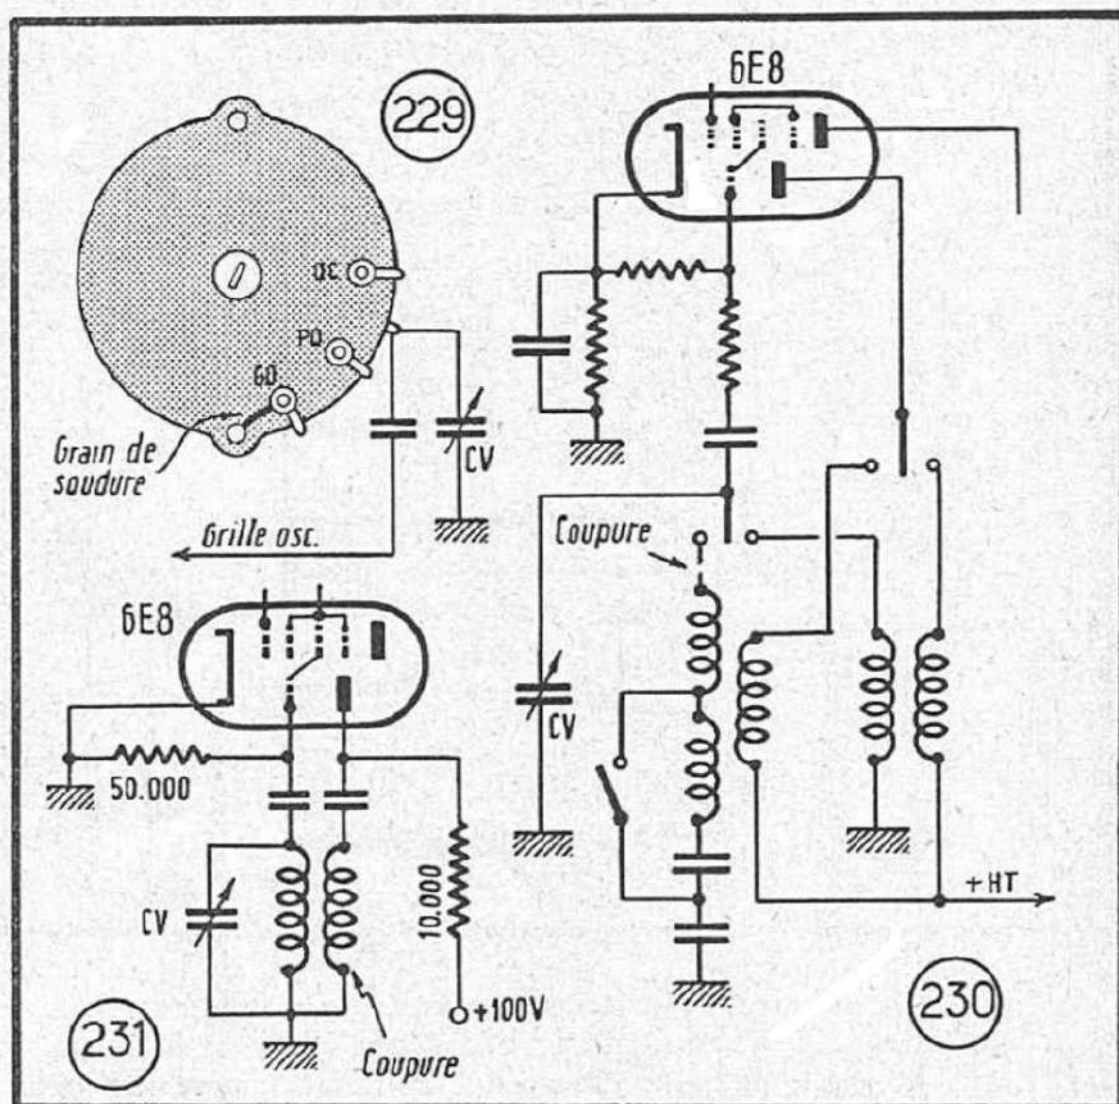 229
OC
PO
GO
Grain de
soudure
CV
Grille osc.
6E8
Coupure
CV
+HT
230
6E8
50.000
CV
10.000
+100V
Coupure
231